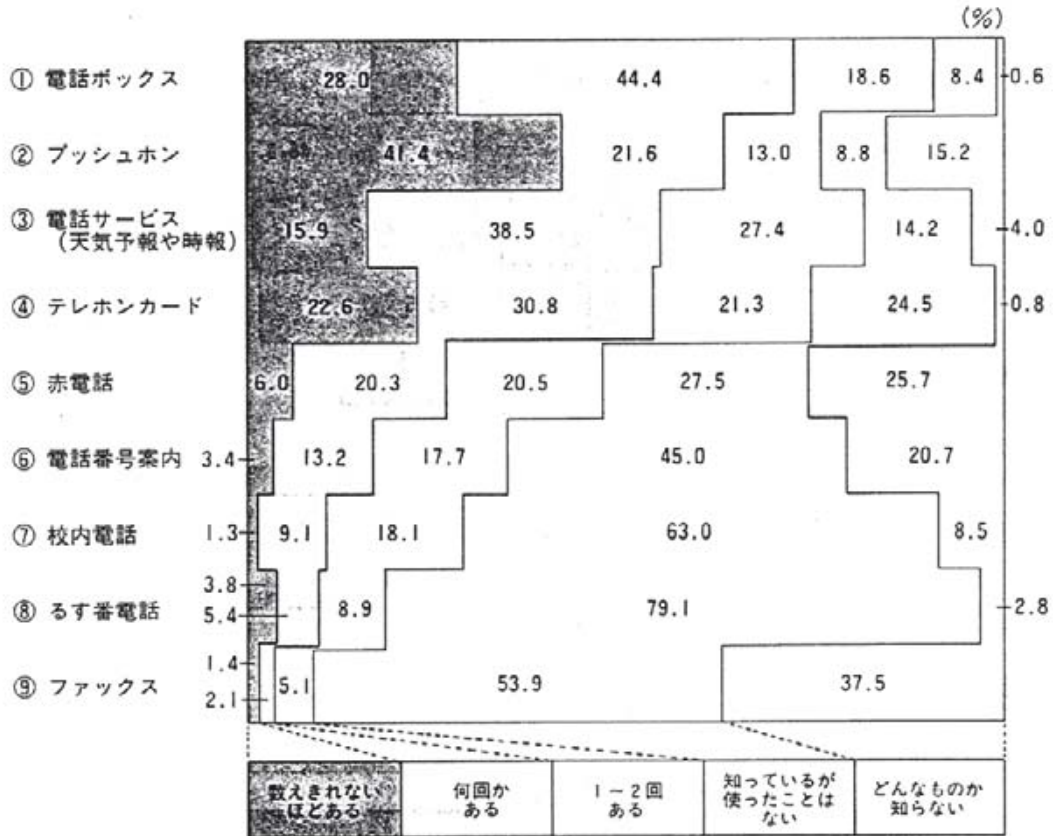 (%)
① 電話ボックス 28.0 44.4 18.6 8.4 0.6
② プッシュホン 41.4 21.6 13.0 8.8 15.2
③ 電話サービス
(天気予報や時報) 15.9 38.5 27.4 14.2 4.0
④ テレホンカード 22.6 30.8 21.3 24.5 0.8
⑤ 赤電話 6.0 20.3 20.5 27.5 25.7
⑥ 電話番号案内 3.4 13.2 17.7 45.0 20.7
⑦ 校内電話 1.3 9.1 18.1 63.0 8.5
⑧ るす番電話 3.8 5.4 8.9 79.1 2.8
⑨ ファックス 1.4 2.1 5.1 53.9 37.5
数えきれない
ほどある
何回か
ある
1〜2回
ある
知っているが
使ったことは
ない
どんなものか
知らない